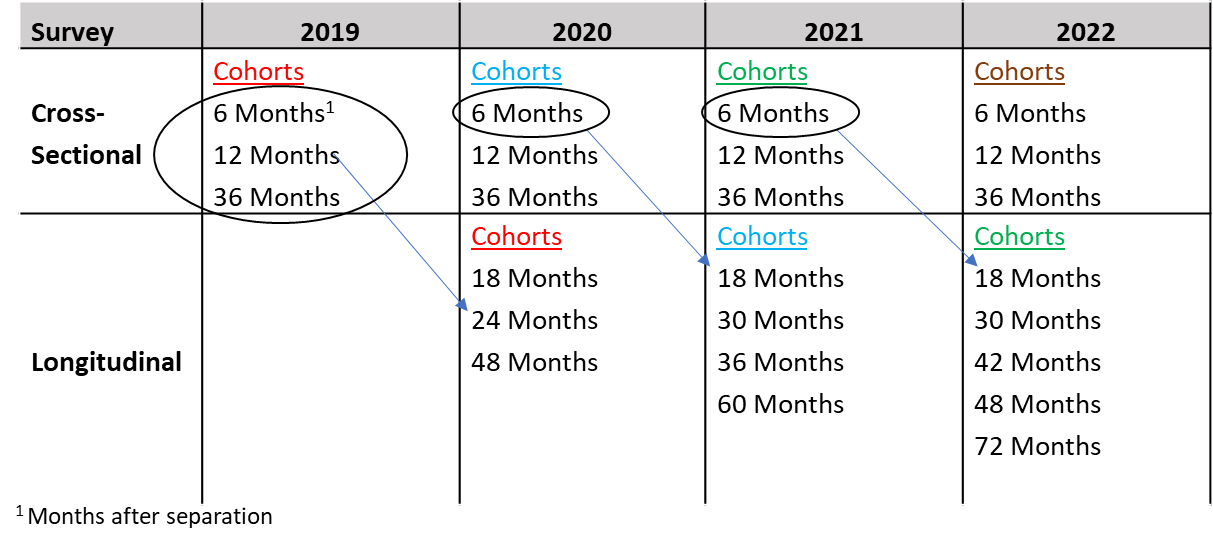 Survey 2019 2020 2021 2022
Cohorts Cohorts Cohorts Cohorts
Cross- 6 Months1 6 Months 6 Months 6 Months
Sectional 12 Months 12 Months 12 Months 12 Months
36 Months 36 Months 36 Months 36 Months
Cohorts Cohorts Cohorts
18 Months 18 Months 18 Months
24 Months 30 Months 30 Months
Longitudinal 48 Months 36 Months 42 Months
60 Months 48 Months
72 Months
1 Months after separation